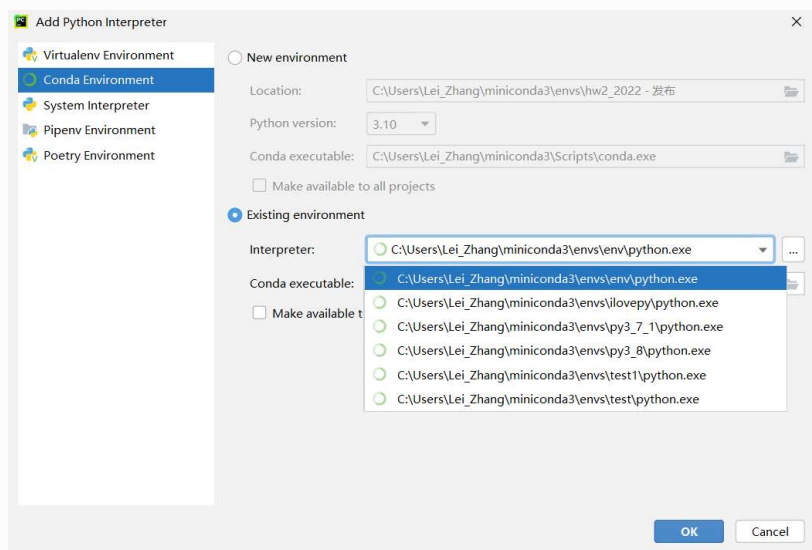 Add Python Interpreter
Virtualenv Environment
Conda Environment
System Interpreter
Pipenv Environment
Poetry Environment
New environment
Location: C:\Users\Lei_Zhang\miniconda3\envs\hw2_2022 - 发布
Python version: 3.10
Conda executable: C:\Users\Lei_Zhang\miniconda3\Scripts\conda.exe
Make available to all projects
Existing environment
Interpreter: C:\Users\Lei_Zhang\miniconda3\envs\env\python.exe ...
Conda executable: C:\Users\Lei_Zhang\miniconda3\envs\env\python.exe
C:\Users\Lei_Zhang\miniconda3\envs\ilovepy\python.exe
Make available t
C:\Users\Lei_Zhang\miniconda3\envs\py3_7_1\python.exe
C:\Users\Lei_Zhang\miniconda3\envs\py3_8\python.exe
C:\Users\Lei_Zhang\miniconda3\envs\test1\python.exe
C:\Users\Lei_Zhang\miniconda3\envs\test\python.exe
OK Cancel